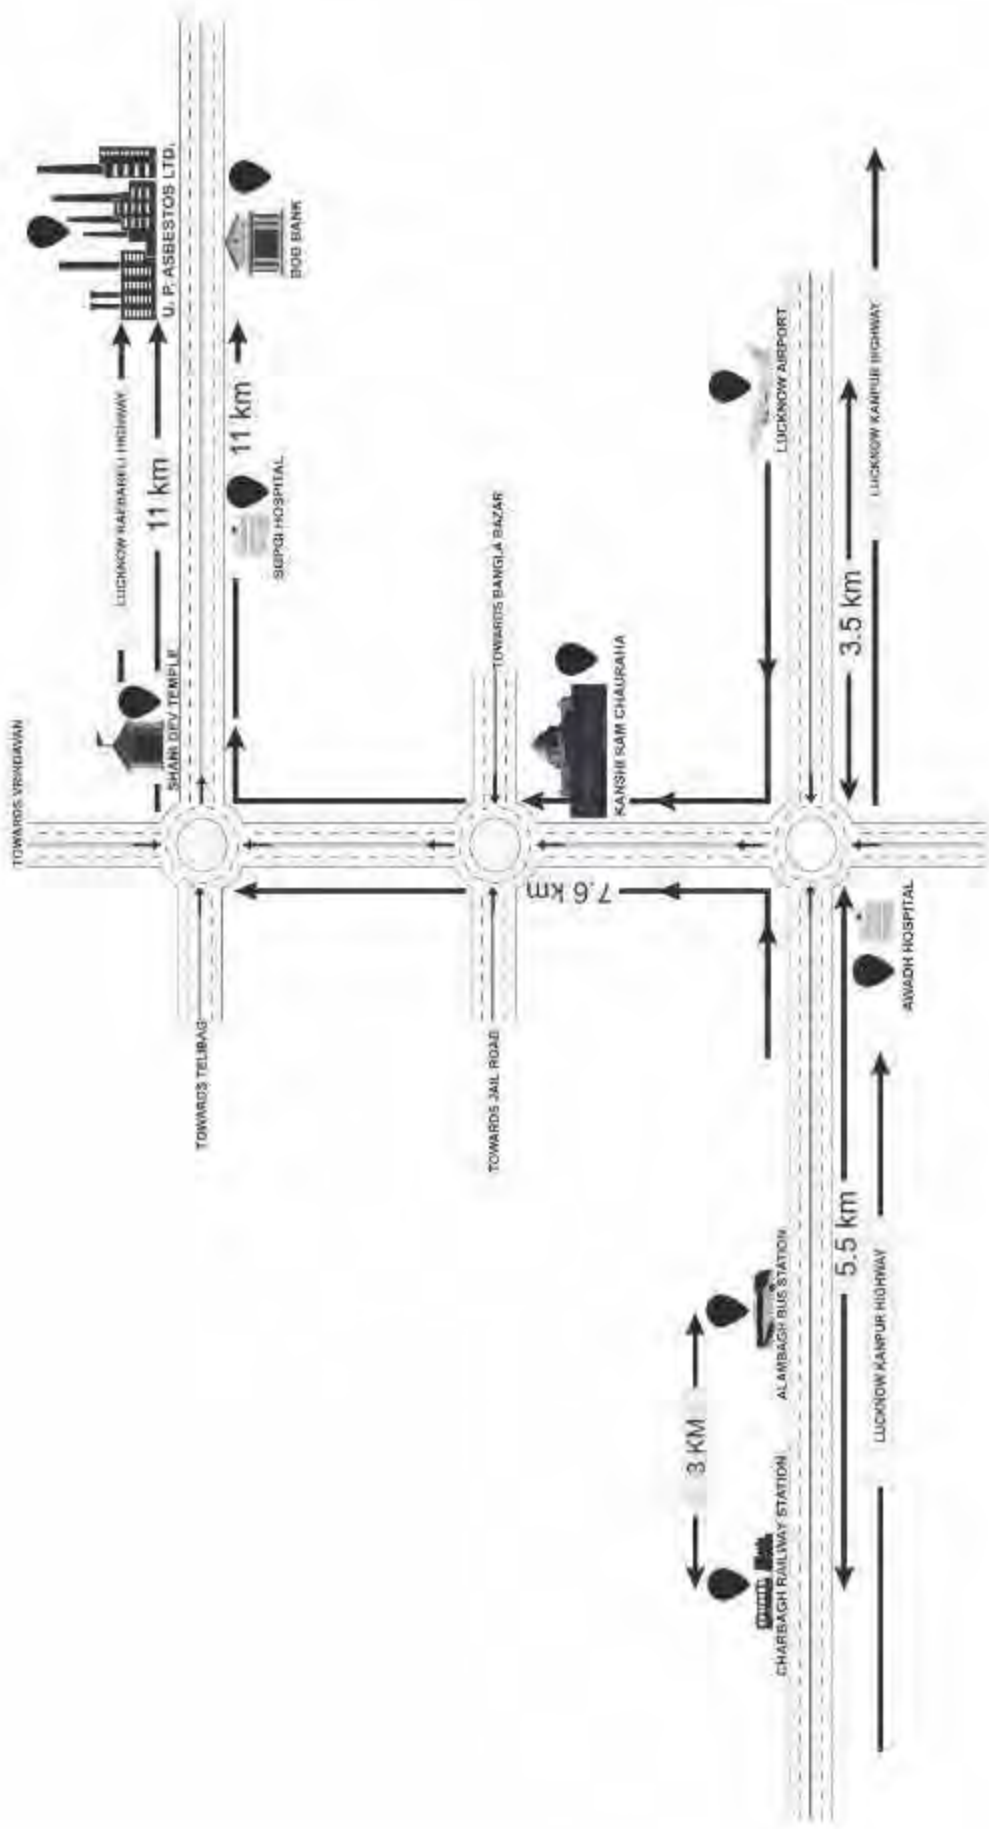 TOWARDS VRINDAVAN
LUCKNOW RAEBARELI HIGHWAY
U. P. ASBESTOS LTD.
SHANI DEV TEMPLE
11 km
11 km
BOB BANK
SGPGI HOSPITAL
TOWARDS TELIBAG
TOWARDS BANGLA BAZAR
TOWARDS JAIL ROAD
7.6 km
KANSHI RAM CHAURAHA
LUCKNOW AIRPORT
3.5 km
LUCKNOW KANPUR HIGHWAY
AWADH HOSPITAL
3 KM
ALAMBAGH BUS STATION
CHARBAGH RAILWAY STATION
5.5 km
LUCKNOW KANPUR HIGHWAY